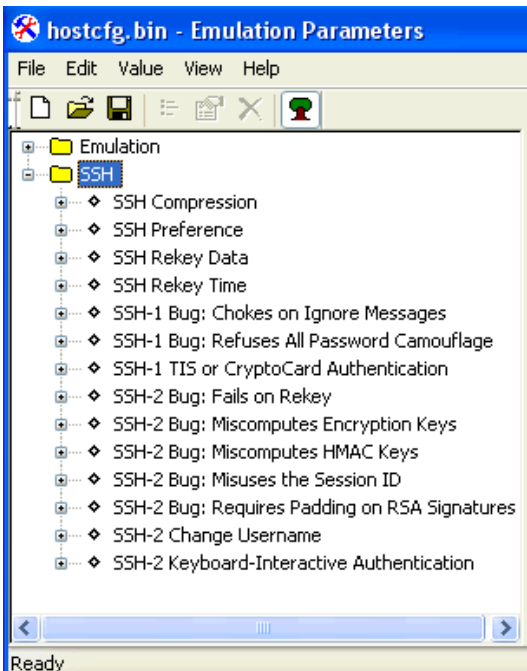 hostcfg.bin - Emulation Parameters
File Edit Value View Help
Emulation
SSH
SSH Compression
SSH Preference
SSH Rekey Data
SSH Rekey Time
SSH-1 Bug: Chokes on Ignore Messages
SSH-1 Bug: Refuses All Password Camouflage
SSH-1 TIS or CryptoCard Authentication
SSH-2 Bug: Fails on Rekey
SSH-2 Bug: Miscomputes Encryption Keys
SSH-2 Bug: Miscomputes HMAC Keys
SSH-2 Bug: Misuses the Session ID
SSH-2 Bug: Requires Padding on RSA Signatures
SSH-2 Change Username
SSH-2 Keyboard-Interactive Authentication
Ready